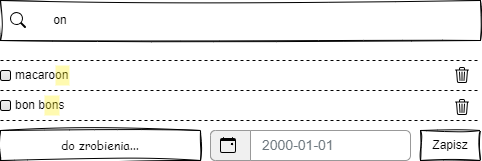 on
macaroon
bon bons
do zrobienia...
2000-01-01
Zapisz